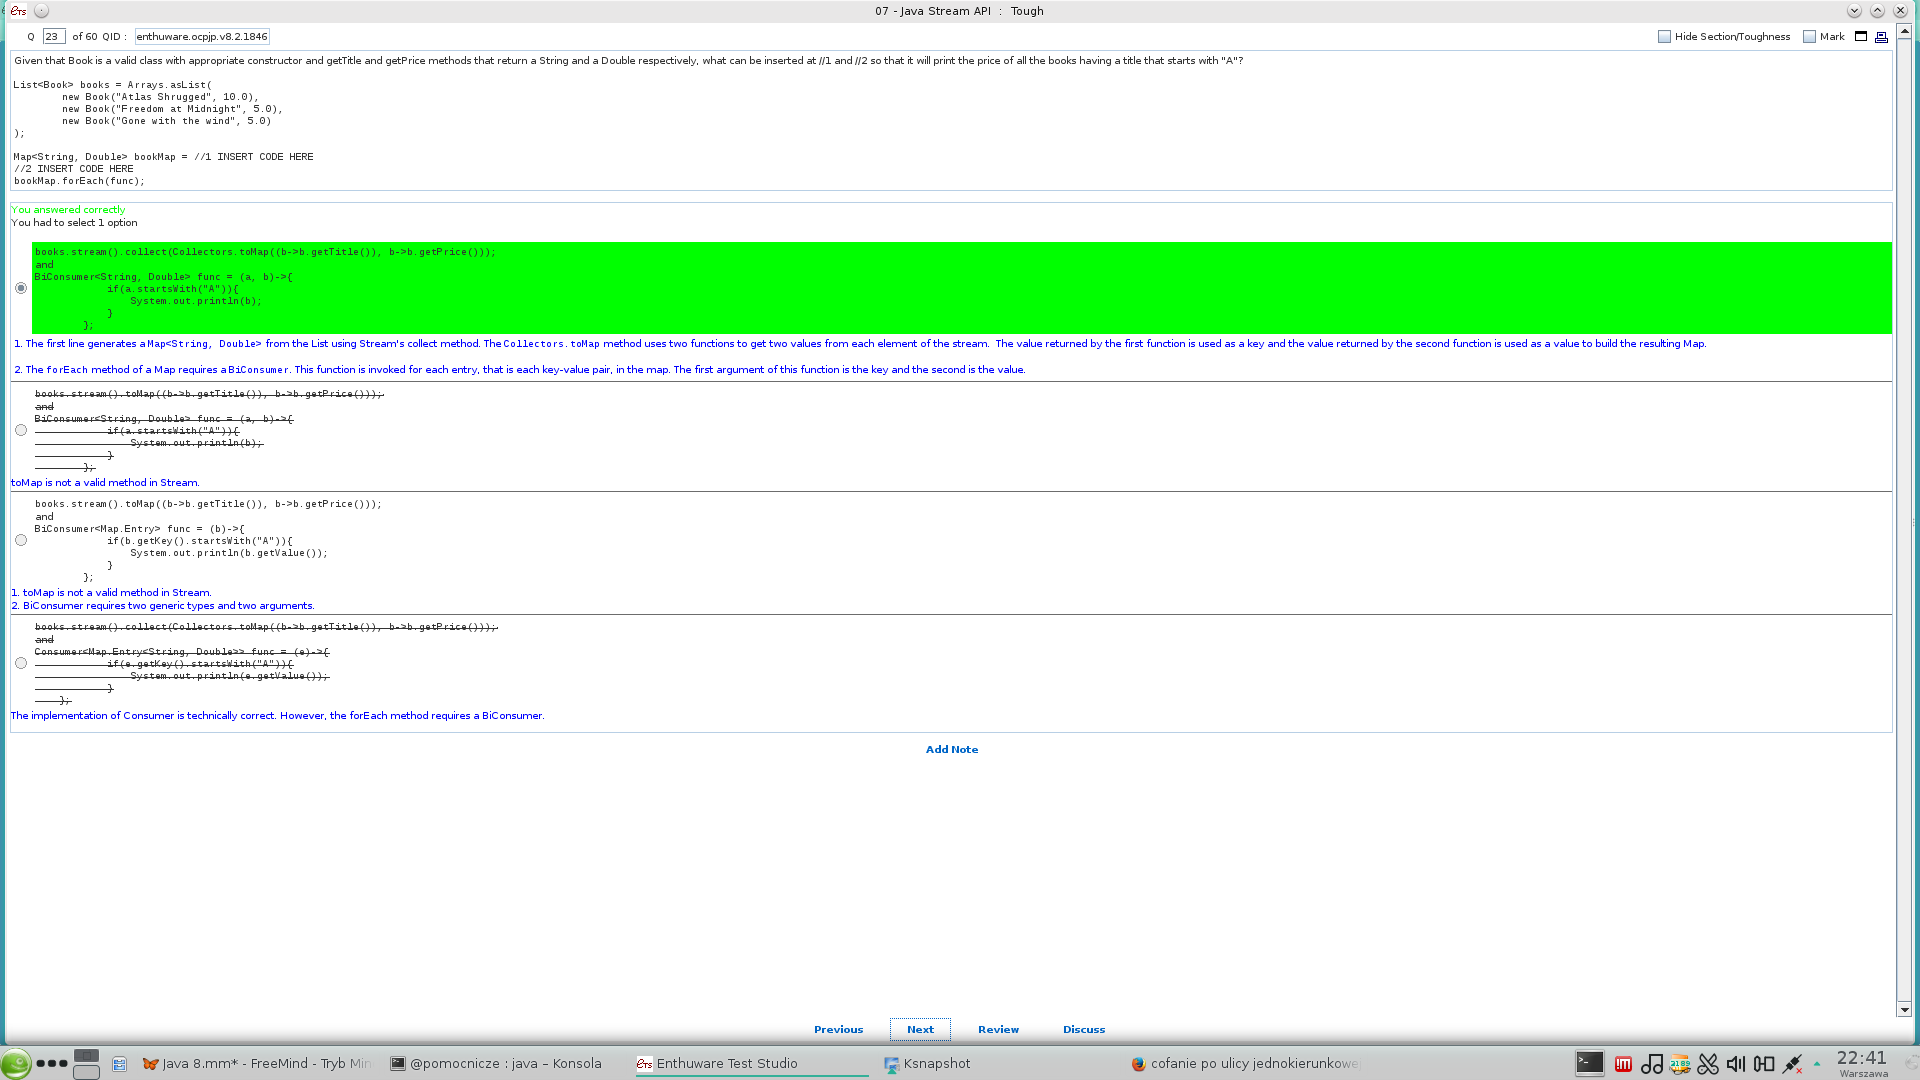 ETS
07 - Java Stream API : Tough
Q 23 of 60 QID : enthuware.ocpjp.v8.2.1846
Hide Section/Toughness Mark
Given that Book is a valid class with appropriate constructor and getTitle and getPrice methods that return a String and a Double respectively, what can be inserted at //1 and //2 so that it will print the price of all the books having a title that starts with "A"?
List<Book> books = Arrays.asList(
new Book("Atlas Shrugged", 10.0),
new Book("Freedom at Midnight", 5.0),
new Book("Gone with the wind", 5.0)
);
Map<String, Double> bookMap = //1 INSERT CODE HERE
//2 INSERT CODE HERE
bookMap.forEach(func);
You answered correctly
You had to select 1 option
books.stream().collect(Collectors.toMap((b->b.getTitle()), b->b.getPrice()));
and
BiConsumer<String, Double> func = (a, b)->{
if(a.startsWith("A")){
System.out.println(b);
}
};
1. The first line generates a Map<String, Double> from the List using Stream's collect method. The Collectors.toMap method uses two functions to get two values from each element of the stream. The value returned by the first function is used as a key and the value returned by the second function is used as a value to build the resulting Map.
2. The forEach method of a Map requires a BiConsumer. This function is invoked for each entry, that is each key-value pair, in the map. The first argument of this function is the key and the second is the value.
books.stream().toMap((b->b.getTitle()), b->b.getPrice()));
and
BiConsumer<String, Double> func = (a, b)->{
if(a.startsWith("A")){
System.out.println(b);
}
};
toMap is not a valid method in Stream.
books.stream().toMap((b->b.getTitle()), b->b.getPrice()));
and
BiConsumer<Map.Entry> func = (b)->{
if(b.getKey().startsWith("A")){
System.out.println(b.getValue());
}
};
1. toMap is not a valid method in Stream.
2. BiConsumer requires two generic types and two arguments.
books.stream().collect(Collectors.toMap((b->b.getTitle()), b->b.getPrice()));
and
Consumer<Map.Entry<String, Double>> func = (e)->{
if(e.getKey().startsWith("A")){
System.out.println(e.getValue());
}
};
The implementation of Consumer is technically correct. However, the forEach method requires a BiConsumer.
Add Note
Previous Next Review Discuss
Java 8.mm* - FreeMind - Tryb Min @pomocnicze : java – Konsola ETS Enthuware Test Studio Ksnapshot cofanie po ulicy jednokierunkowe 22:41
Warszawa